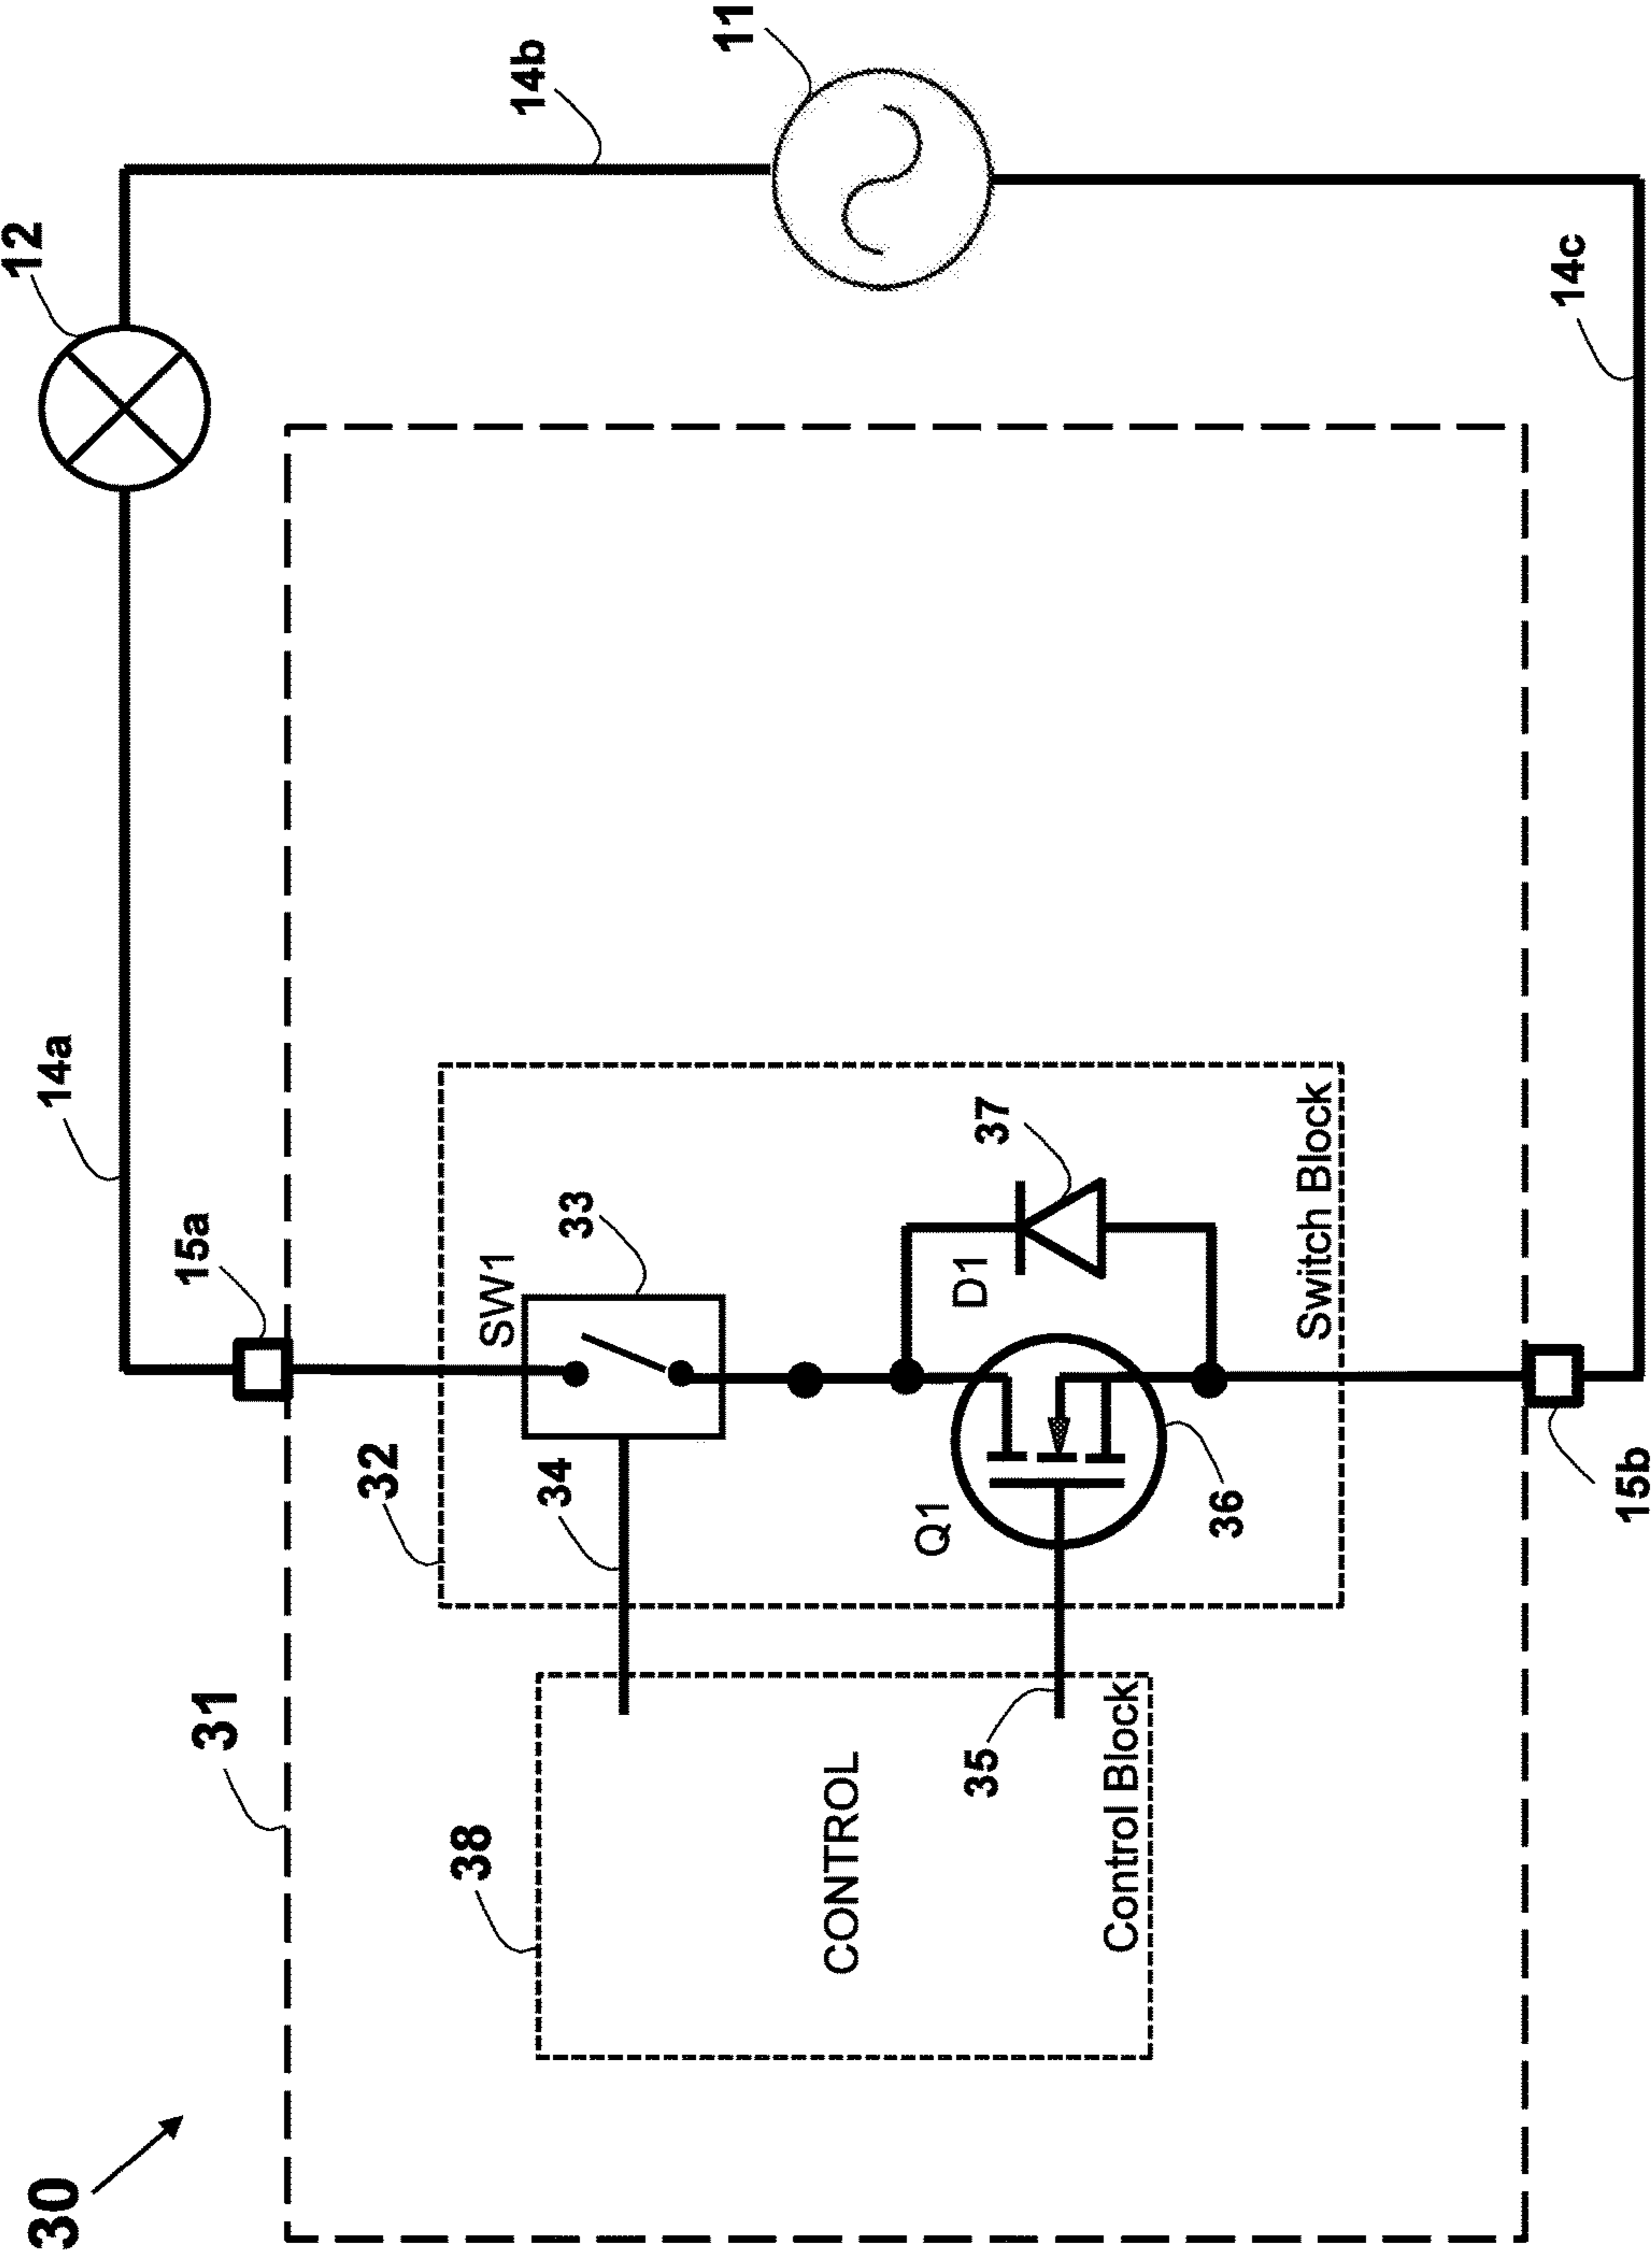 30
31
38
CONTROL
Control Block
35
32
34
SW1
33
Q1
36
D1
37
Switch Block
15a
15b
14a
14b
14c
12
11